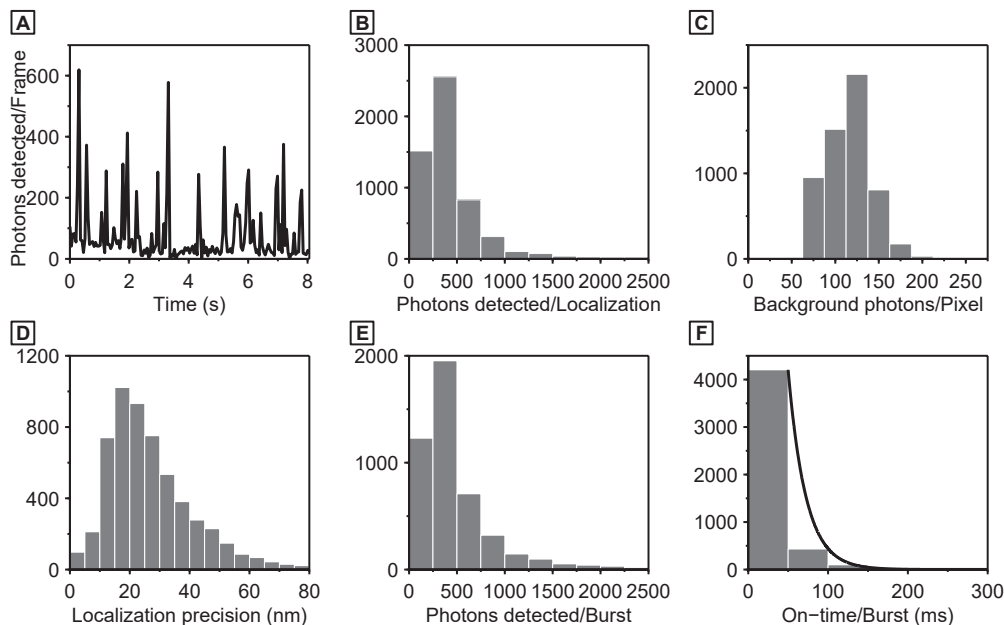 A
Photons detected/Frame
600
400
200
0
0 2 4 6 8
Time (s)
B
3000
2000
1000
0
0 500 1000 1500 2000 2500
Photons detected/Localization
C
2000
1000
0
0 50 100 150 200 250
Background photons/Pixel
D
1200
800
400
0
0 20 40 60 80
Localization precision (nm)
E
2000
1000
0
0 500 1000 1500 2000 2500
Photons detected/Burst
F
4000
3000
2000
1000
0
0 100 200 300
On−time/Burst (ms)